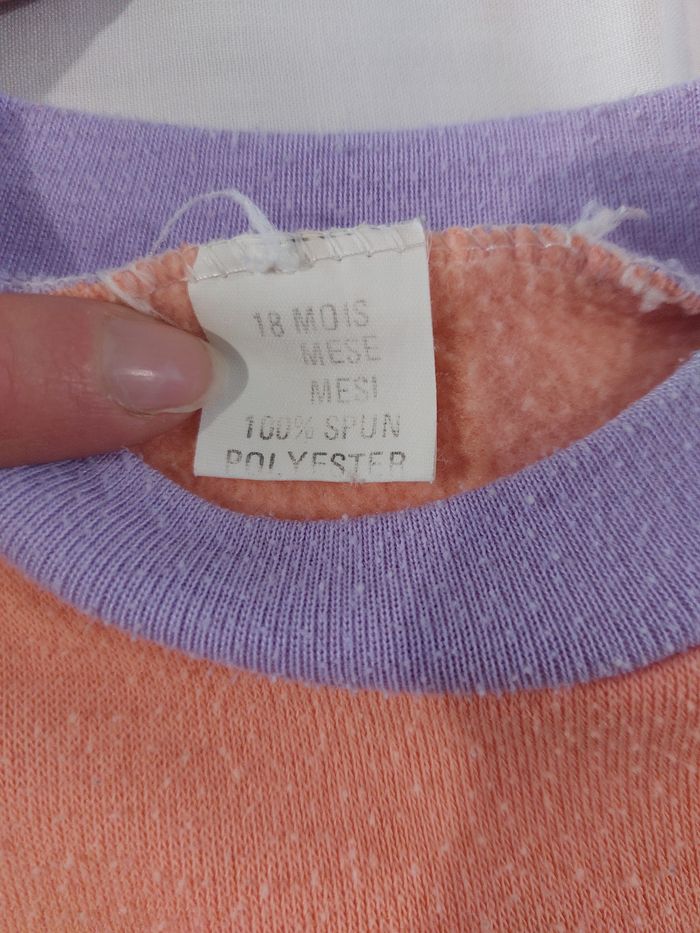 18 MOIS
MESE
MESI
100% SPUN
POLYESTER